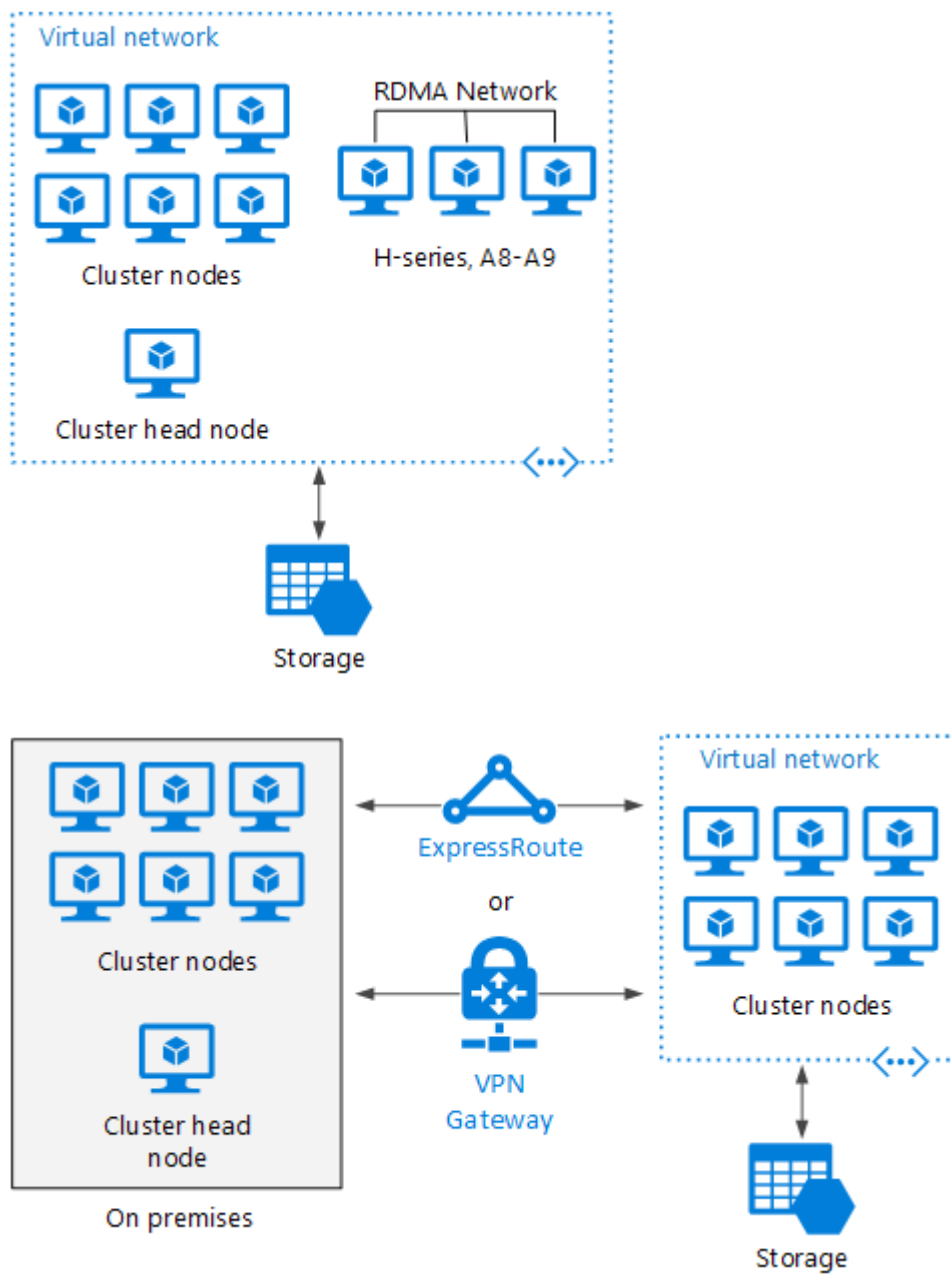 Virtual network
RDMA Network
H-series, A8-A9
Cluster nodes
Cluster head node
Storage
Virtual network
ExpressRoute
or
Cluster nodes
Cluster nodes
VPN
Gateway
Cluster head
node
On premises
Storage